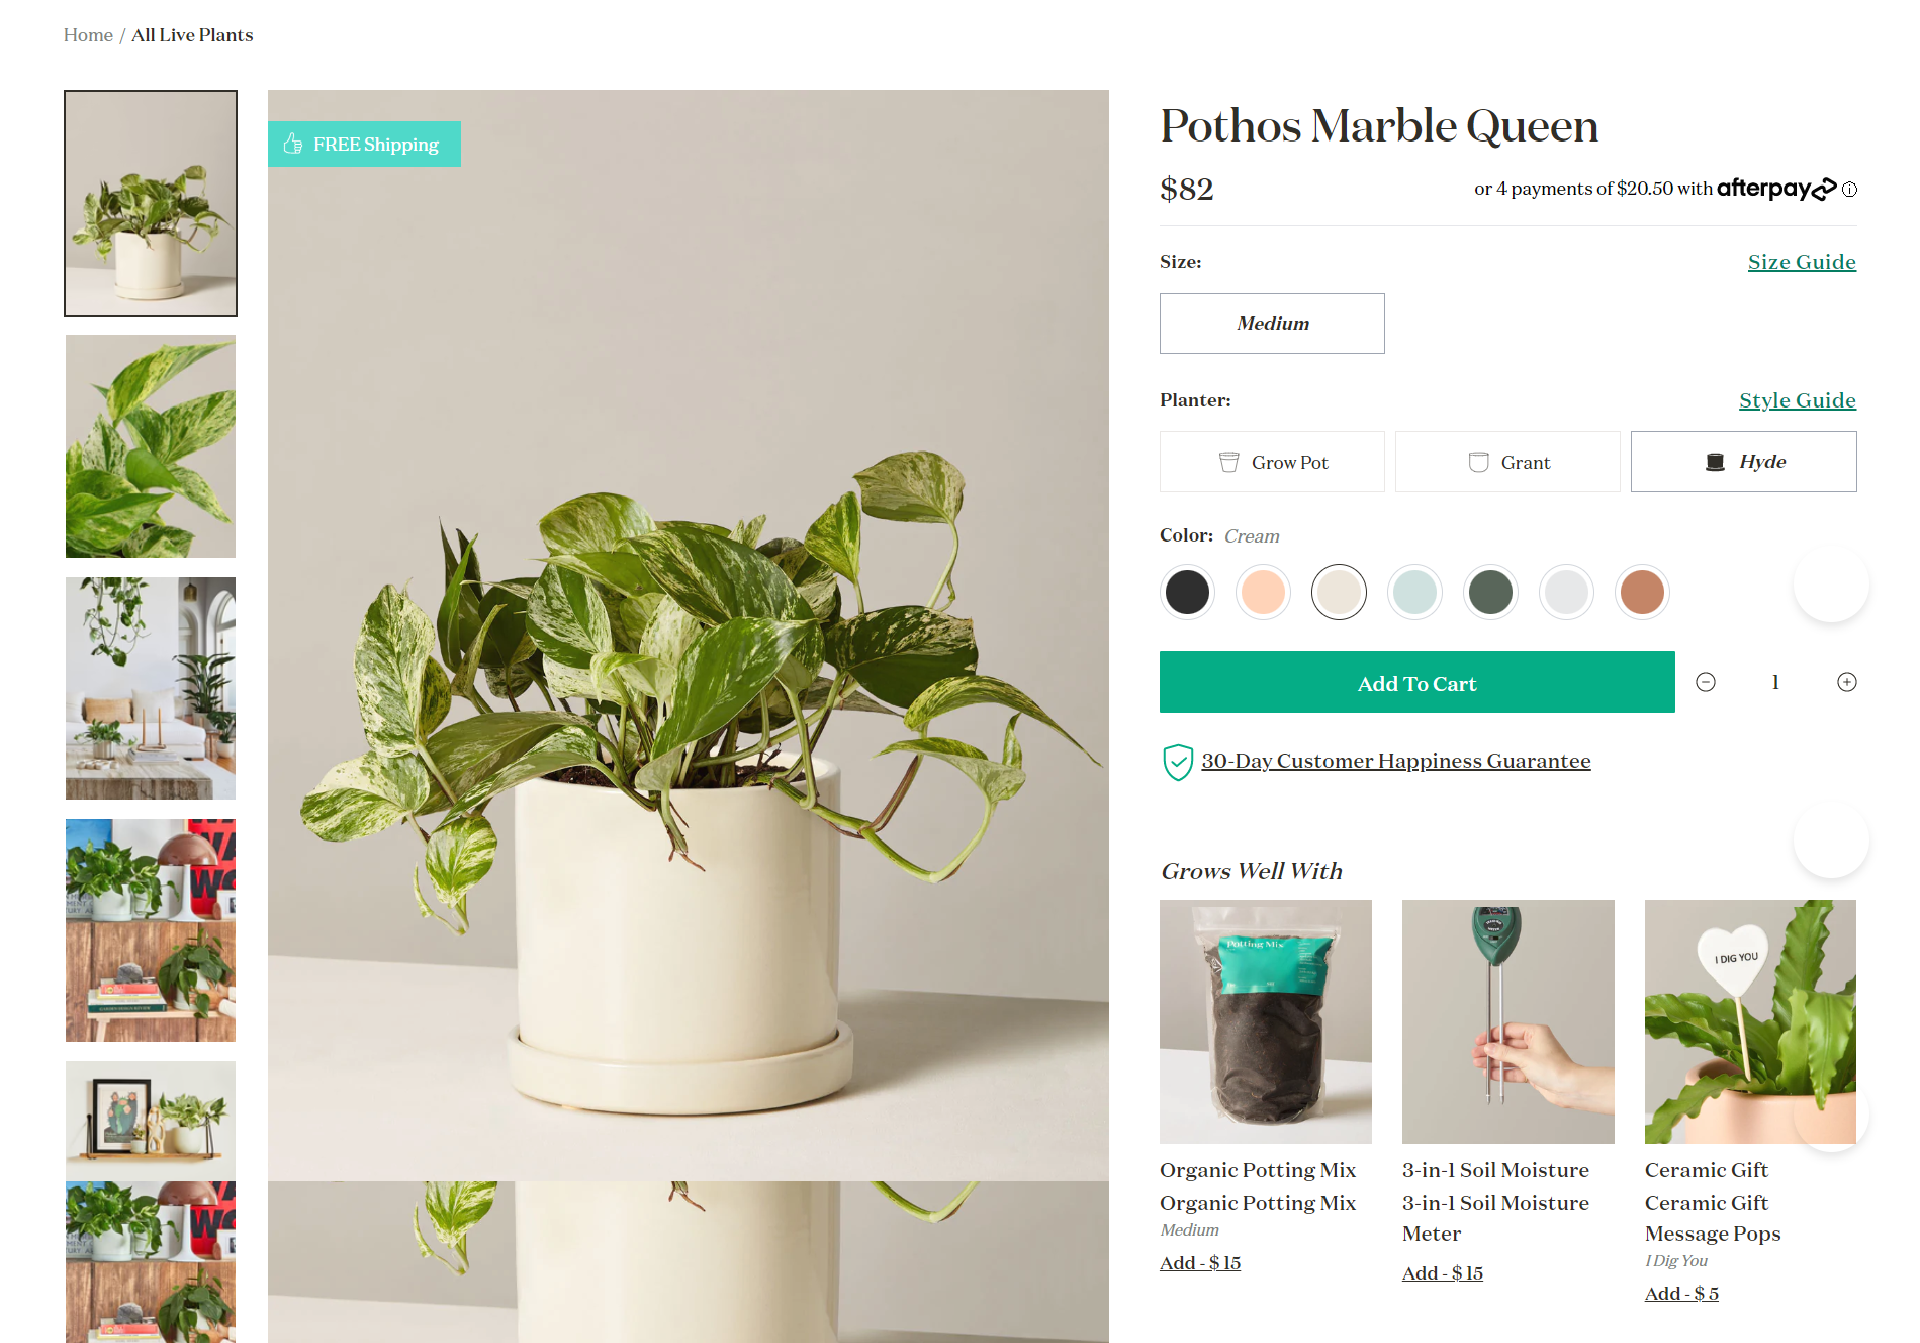 Home / All Live Plants
FREE Shipping
Pothos Marble Queen
$82
or 4 payments of $20.50 with afterpay
Size:
Size Guide
Medium
Planter:
Style Guide
Grow Pot
Grant
Hyde
Color: Cream
Add To Cart
1
30-Day Customer Happiness Guarantee
Grows Well With
Potting Mix
I DIG YOU
Organic Potting Mix
3-in-1 Soil Moisture
Ceramic Gift
Organic Potting Mix
Medium
Add - $15
3-in-1 Soil Moisture
Meter
Add - $15
Ceramic Gift
Message Pops
I Dig You
Add - $5